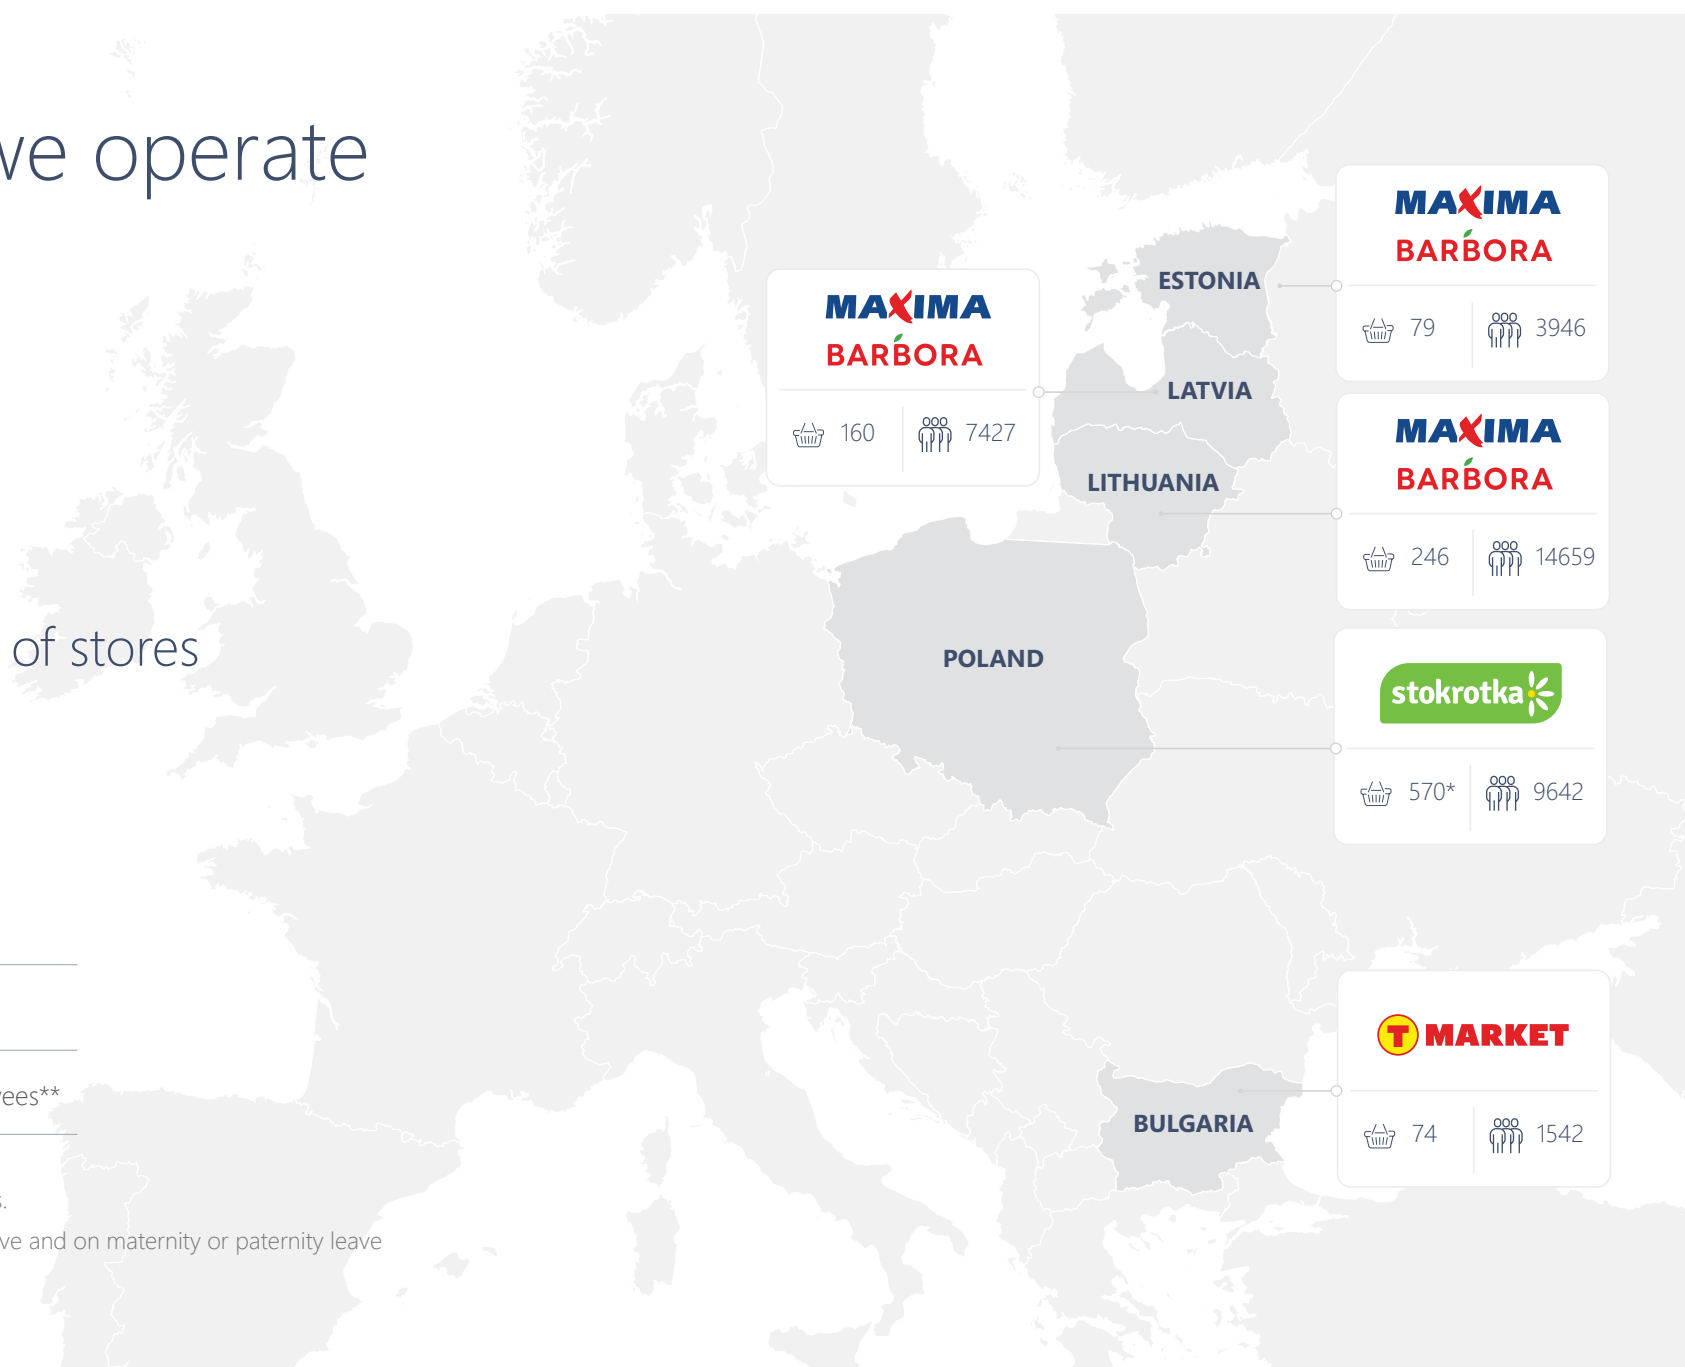 we operate
of stores
ees**
s.
ve and on maternity or paternity leave
MAXIMA
BARBORA
160
7427
ESTONIA
LATVIA
LITHUANIA
POLAND
BULGARIA
MAXIMA
BARBORA
79
3946
MAXIMA
BARBORA
246
14659
stokrotka
570*
9642
T MARKET
74
1542